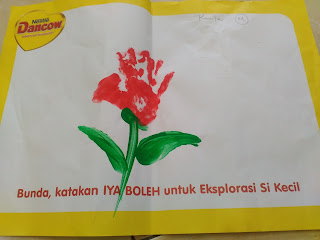 Nestlé
Dancow
Bunda, katakan IYA BOLEH untuk Eksplorasi Si Kecil